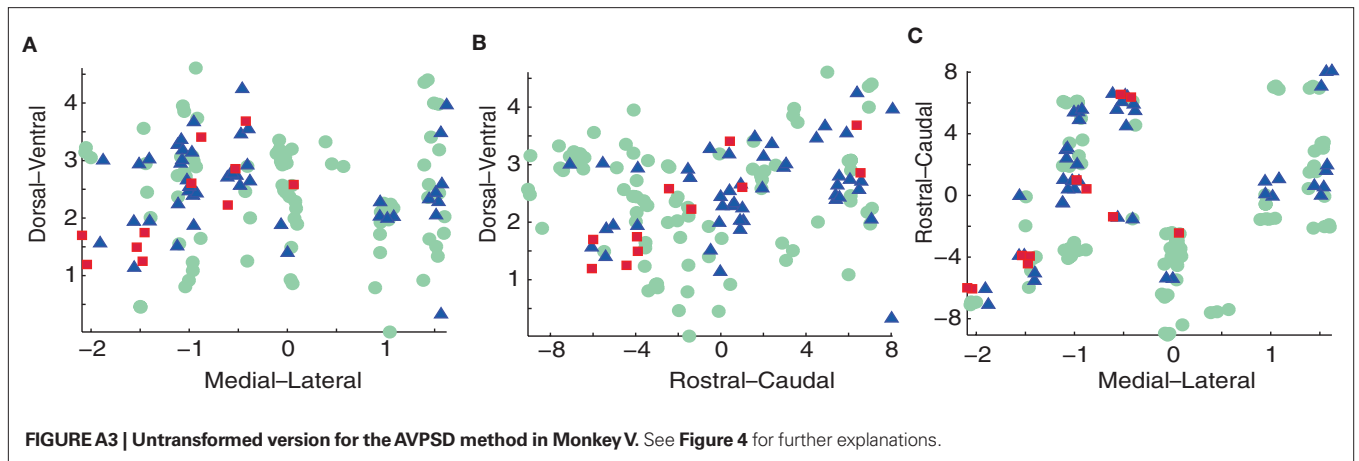 A
4
3
2
1
Dorsal–Ventral
−2 −1 0 1
Medial–Lateral
B
4
3
2
1
Dorsal–Ventral
−8 −4 0 4 8
Rostral–Caudal
C
8
4
0
−4
−8
Rostral–Caudal
−2 −1 0 1
Medial–Lateral
FIGURE A3 | Untransformed version for the AVPSD method in Monkey V. See Figure 4 for further explanations.